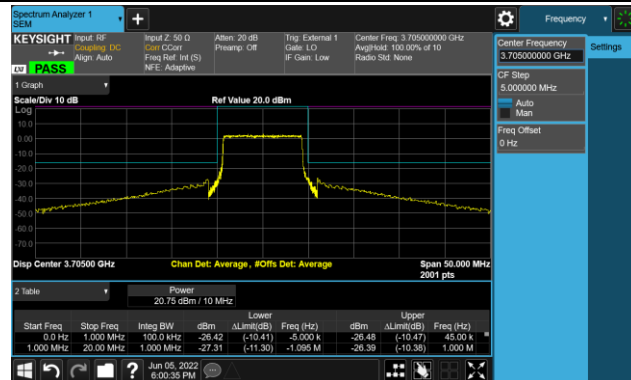 Spectrum Analyzer 1
SEM
+
Frequency
KEYSIGHT Input: RF Input Z: 50 Ω Atten: 20 dB Trig: External 1 Center Freq: 3.705000000 GHz
Coupling: DC Corr CCorr Preamp: Off Gate: LO Avg|Hold: 100.00% of 10
Align: Auto Freq Ref: Int (S) IF Gain: Low Radio Std: None
NFE: Adaptive
LXI PASS
Center Frequency
3.705000000 GHz
Settings
CF Step
5.000000 MHz
Auto
Man
Freq Offset
0 Hz
1 Graph
Scale/Div 10 dB Ref Value 20.0 dBm
Log
10.0
0.00
-10.0
-20.0
-30.0
-40.0
-50.0
-60.0
-70.0
Disp Center 3.70500 GHz Chan Det: Average, #Offs Det: Average Span 50.000 MHz
2001 pts
2 Table
Power
20.75 dBm / 10 MHz
Lower Upper
Start Freq Stop Freq Integ BW dBm ΔLimit(dB) Freq (Hz) dBm ΔLimit(dB) Freq (Hz)
0.0 Hz 1.000 MHz 100.0 kHz -26.42 (-10.41) -5.000 k -26.48 (-10.47) 45.00 k
1.000 MHz 20.00 MHz 1.000 MHz -27.31 (-11.30) -1.095 M -26.39 (-10.38) 1.000 M
? Jun 05, 2022
6:00:35 PM